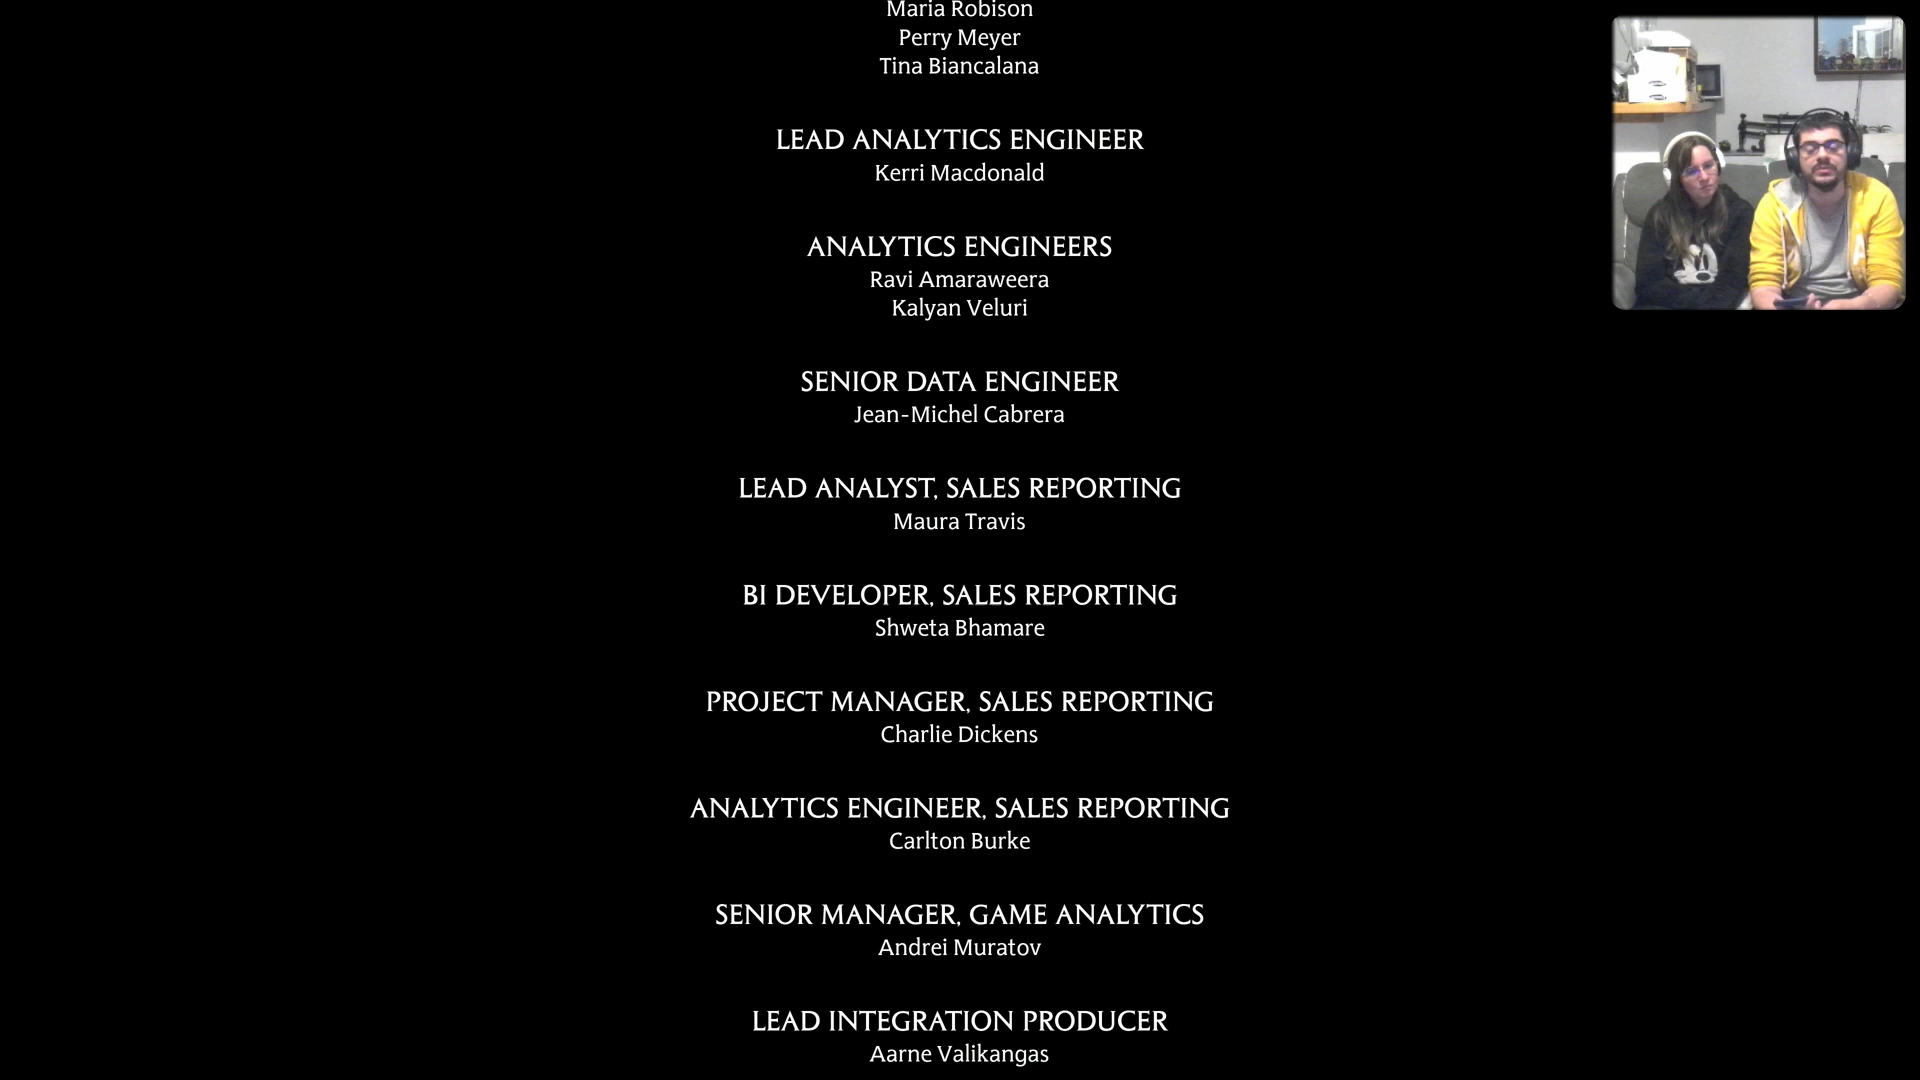 Maria Robison
Perry Meyer
Tina Biancalana
LEAD ANALYTICS ENGINEER
Kerri Macdonald
ANALYTICS ENGINEERS
Ravi Amaraweera
Kalyan Veluri
SENIOR DATA ENGINEER
Jean-Michel Cabrera
LEAD ANALYST, SALES REPORTING
Maura Travis
BI DEVELOPER, SALES REPORTING
Shweta Bhamare
PROJECT MANAGER, SALES REPORTING
Charlie Dickens
ANALYTICS ENGINEER, SALES REPORTING
Carlton Burke
SENIOR MANAGER, GAME ANALYTICS
Andrei Muratov
LEAD INTEGRATION PRODUCER
Aarne Valikangas